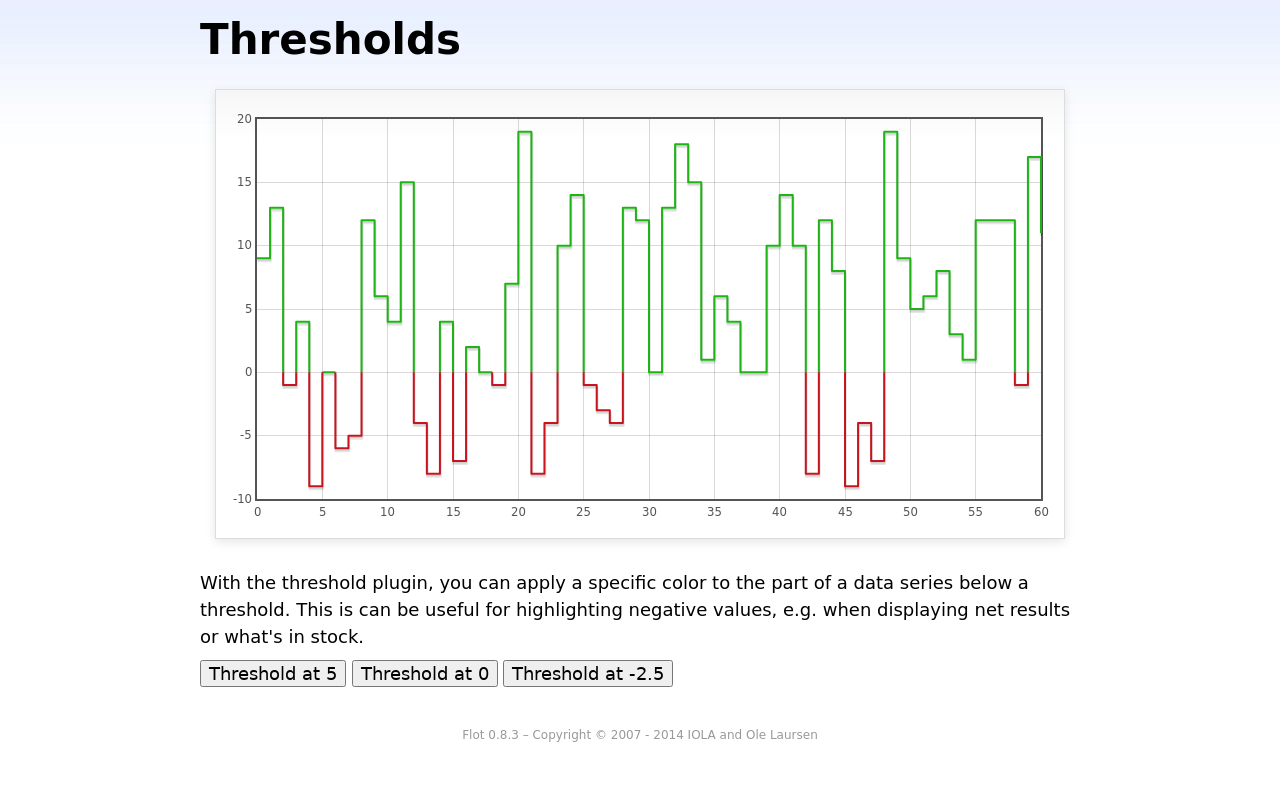 Thresholds
20
15
10
5
0
-5
-10
0 5 10 15 20 25 30 35 40 45 50 55 60
With the threshold plugin, you can apply a specific color to the part of a data series below a
threshold. This is can be useful for highlighting negative values, e.g. when displaying net results
or what's in stock.
Threshold at 5 Threshold at 0 Threshold at -2.5
Flot 0.8.3 – Copyright © 2007 - 2014 IOLA and Ole Laursen